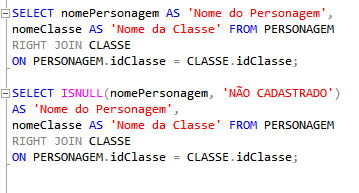 SELECT nomePersonagem AS 'Nome do Personagem',
nomeClasse AS 'Nome da Classe' FROM PERSONAGEM
RIGHT JOIN CLASSE
ON PERSONAGEM.idClasse = CLASSE.idClasse;
SELECT ISNULL(nomePersonagem, 'NÃO CADASTRADO')
AS 'Nome do Personagem',
nomeClasse AS 'Nome da Classe' FROM PERSONAGEM
RIGHT JOIN CLASSE
ON PERSONAGEM.idClasse = CLASSE.idClasse;